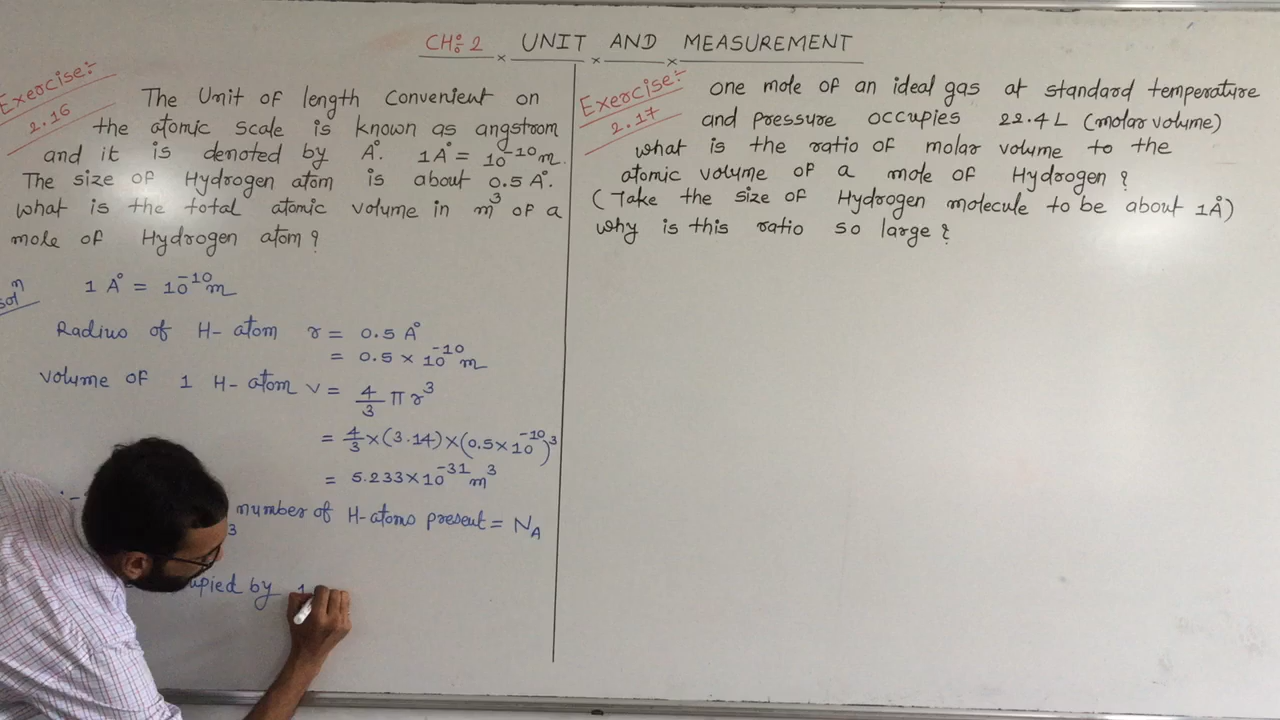 CH: 2 UNIT AND MEASUREMENT
Exercise:-
2.16
The Unit of length Convenient on
the atomic scale is known as angstrom
and it is denoted by A°. 1A° = 10⁻¹⁰m.
The size of Hydrogen atom is about 0.5 A°.
what is the total atomic volume in m³ of a
mole of Hydrogen atom?
solⁿ
1 A° = 10⁻¹⁰m
Radius of H-atom r = 0.5 A°
= 0.5 × 10⁻¹⁰m
volume of 1 H-atom v = 4/3 π r³
= 4/3 × (3.14) × (0.5 × 10⁻¹⁰)³
= 5.233 × 10⁻³¹ m³
number of H-atoms present = N_A
3
by 1
Exercise:-
2.17
one mole of an ideal gas at standard temperature
and pressure occupies 22.4 L (molar volume)
what is the ratio of molar volume to the
atomic volume of a mole of Hydrogen?
(Take the size of Hydrogen molecule to be about 1Å)
why is this ratio so large?